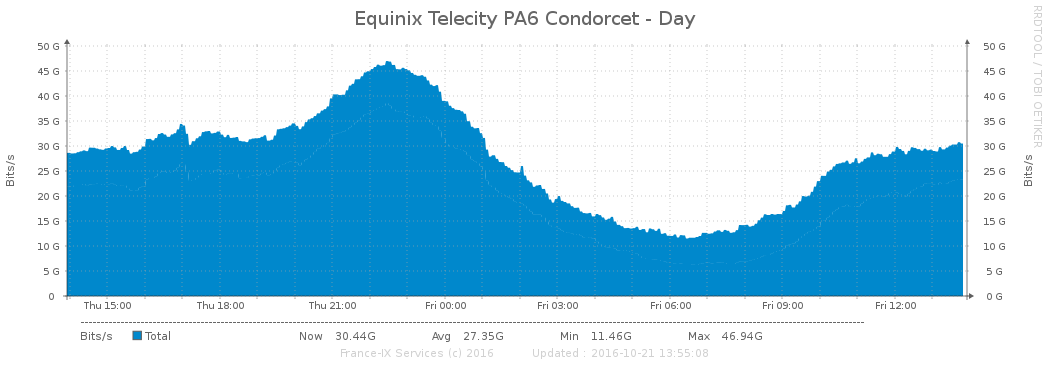 Equinix Telecity PA6 Condorcet - Day
RRDTOOL / TOBI OETIKER
50 G 50 G
45 G 45 G
40 G 40 G
35 G 35 G
30 G 30 G
25 G 25 G
20 G 20 G
15 G 15 G
10 G 10 G
5 G 5 G
0 0 G
Bits/s
Bits/s
Thu 15:00 Thu 18:00 Thu 21:00 Fri 00:00 Fri 03:00 Fri 06:00 Fri 09:00 Fri 12:00
Bits/s Total Now 30.44G Avg 27.35G Min 11.46G Max 46.94G
France-IX Services (c) 2016 Updated : 2016-10-21 13:55:08